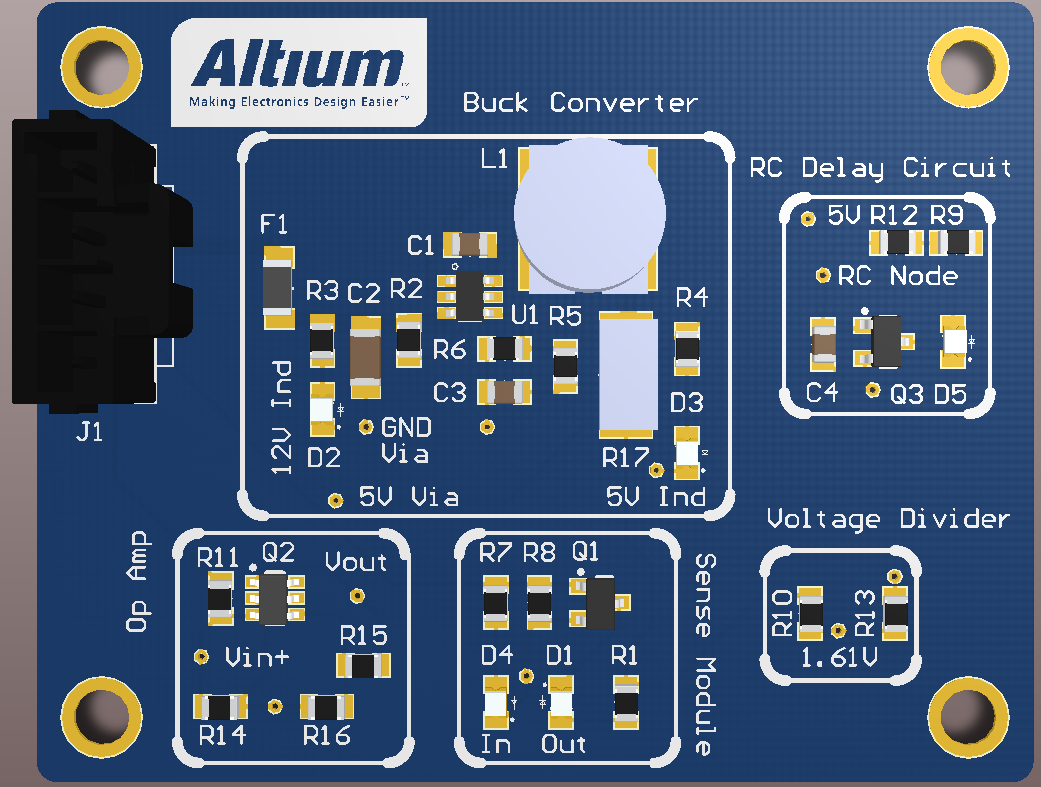 Altium™
Making Electronics Design Easier™
Buck Converter
L1
RC Delay Circuit
5V R12 R9
F1
C1
RC Node
R3 C2 R2
R4
U1 R5
R6
C3
C4 Q3 D5
12V Ind
D3
GND
Via
J1
D2
R17
5V Via
5V Ind
Voltage Divider
Op Amp
R11 Q2
Vout
R7 R8 Q1
Sense Module
R10
R13
R15
Vin+
D4 D1 R1
1.61V
R14 R16
In Out